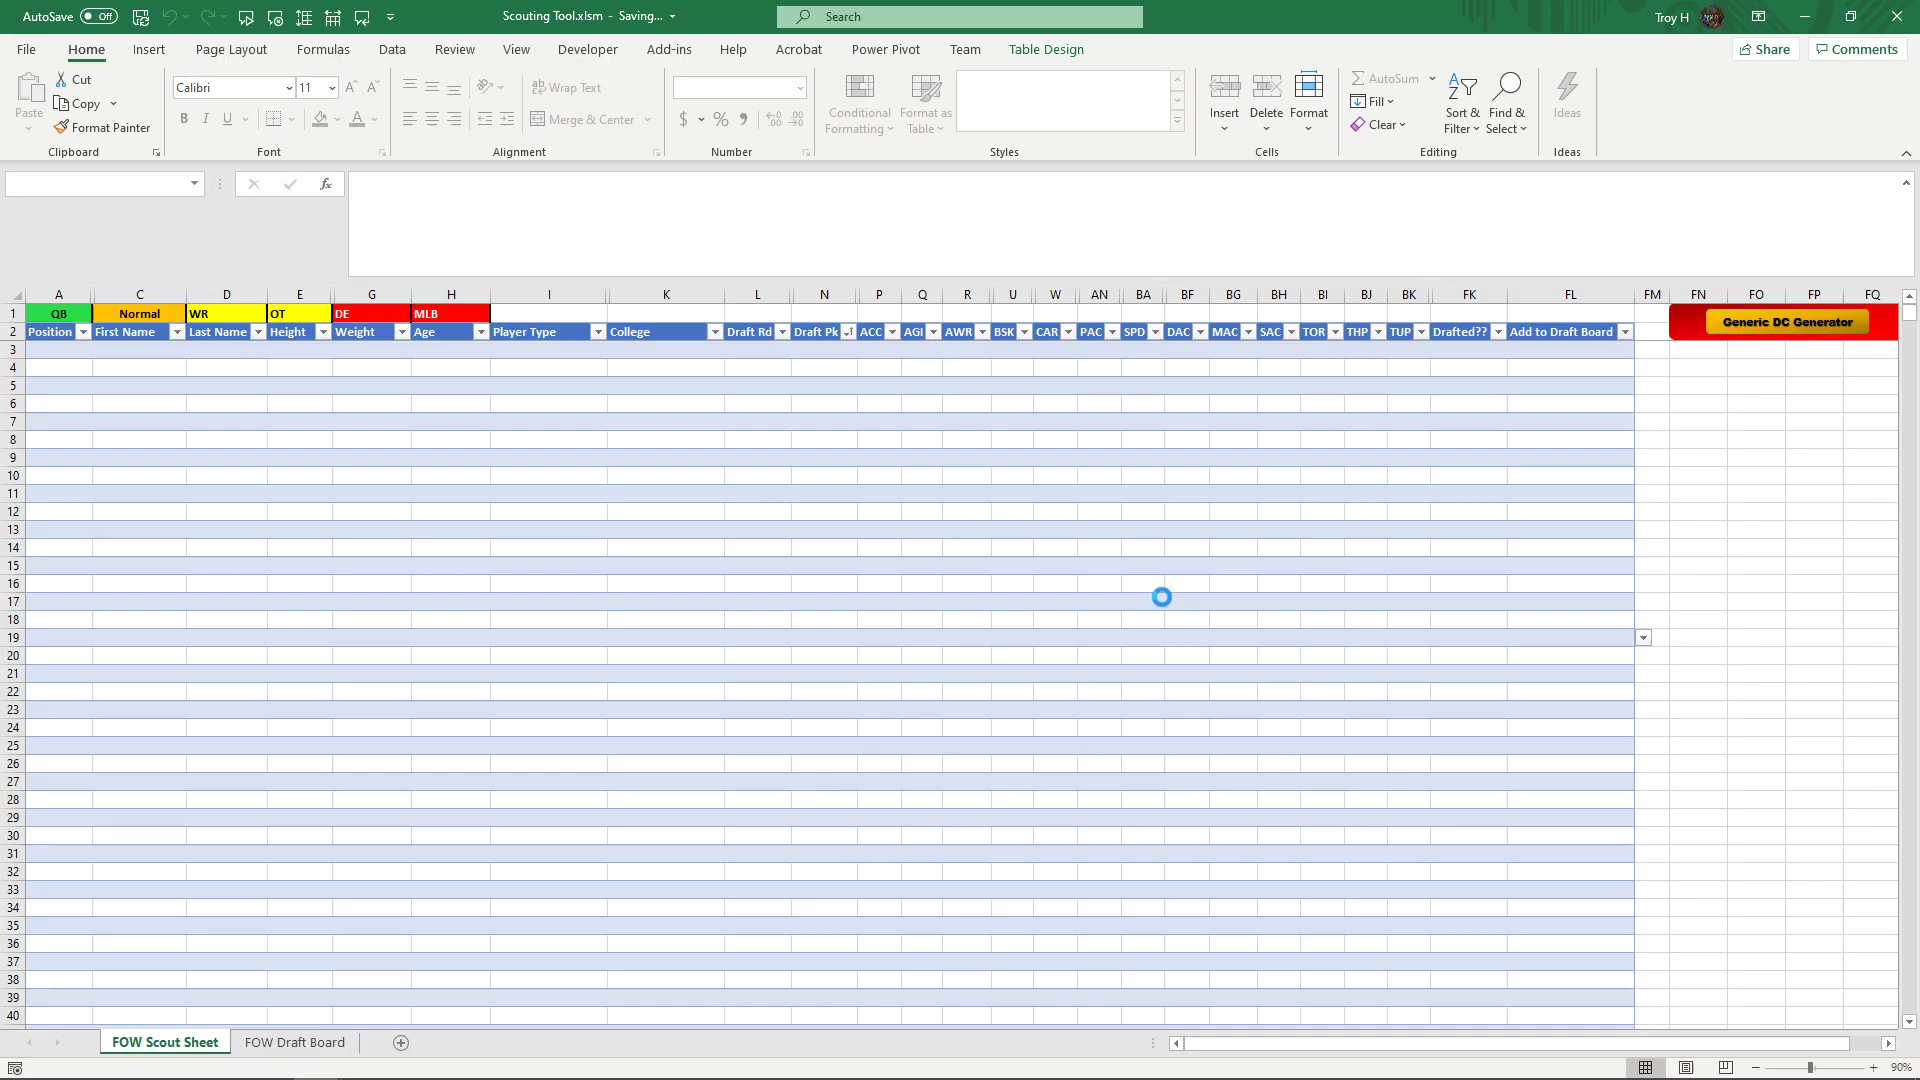 AutoSave Off Scouting Tool.xlsm - Saving... Search Troy H
File Home Insert Page Layout Formulas Data Review View Developer Add-ins Help Acrobat Power Pivot Team Table Design Share Comments
Paste Cut Copy Format Painter
Calibri 11
B I U
Wrap Text
Merge & Center
$ % ,
Conditional Formatting
Format as Table
Insert Delete Format
AutoSum
Fill
Clear
Sort & Filter
Find & Select
Ideas
Clipboard Font Alignment Number Styles Cells Editing Ideas
fx
A C D E G H I K L N P Q R U W AN BA BF BG BH BI BJ BK FK FL FM FN FO FP FQ
1 QB Normal WR OT DE MLB Generic DC Generator
2 Position First Name Last Name Height Weight Age Player Type College Draft Rd Draft Pk ACC AGI AWR BSK CAR PAC SPD DAC MAC SAC TOR THP TUP Drafted?? Add to Draft Board
3
4
5
6
7
8
9
10
11
12
13
14
15
16
17
18
19
20
21
22
23
24
25
26
27
28
29
30
31
32
33
34
35
36
37
38
39
40
FOW Scout Sheet FOW Draft Board
90%